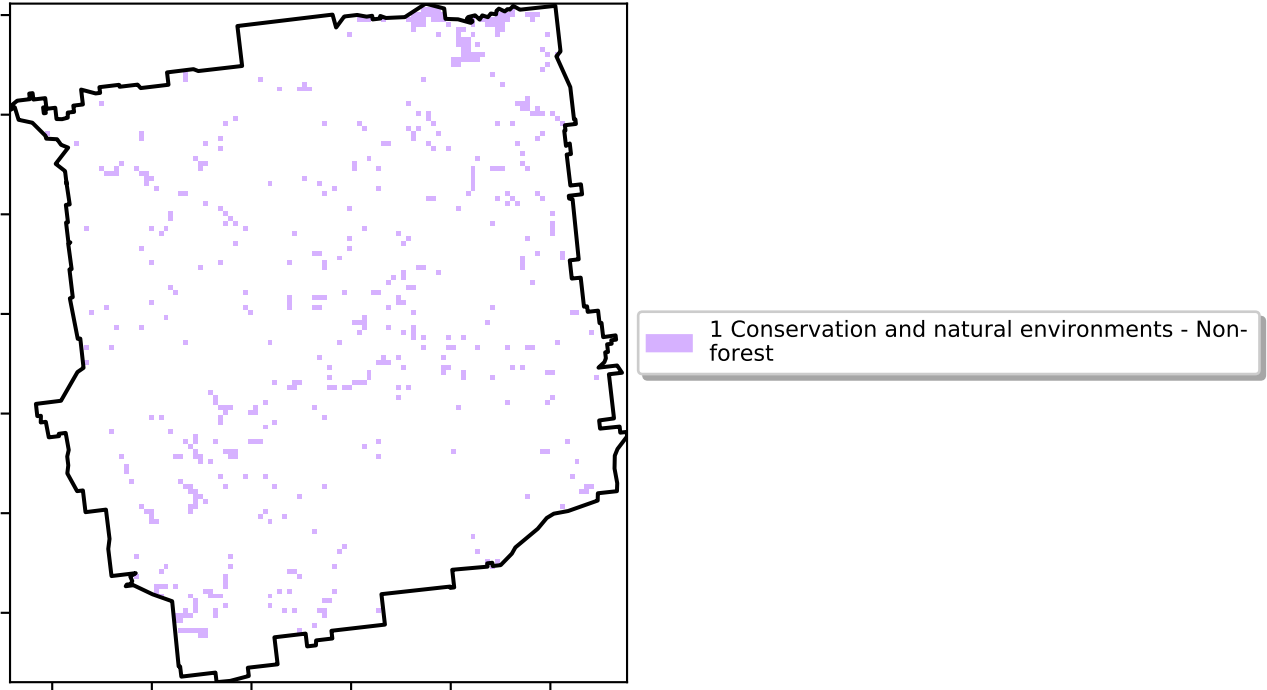 1 Conservation and natural environments - Non-
forest